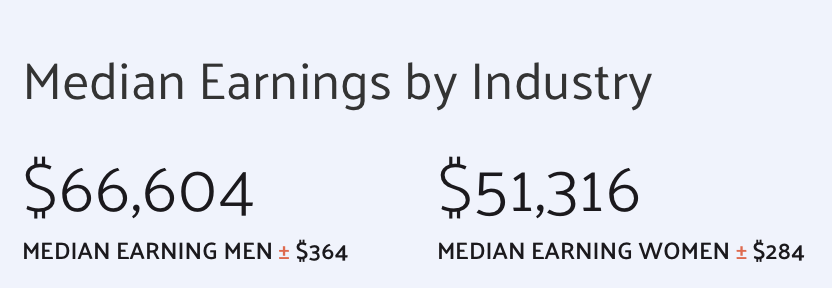 Median Earnings by Industry
$66,604 $51,316
MEDIAN EARNING MEN ± $364 MEDIAN EARNING WOMEN ± $284